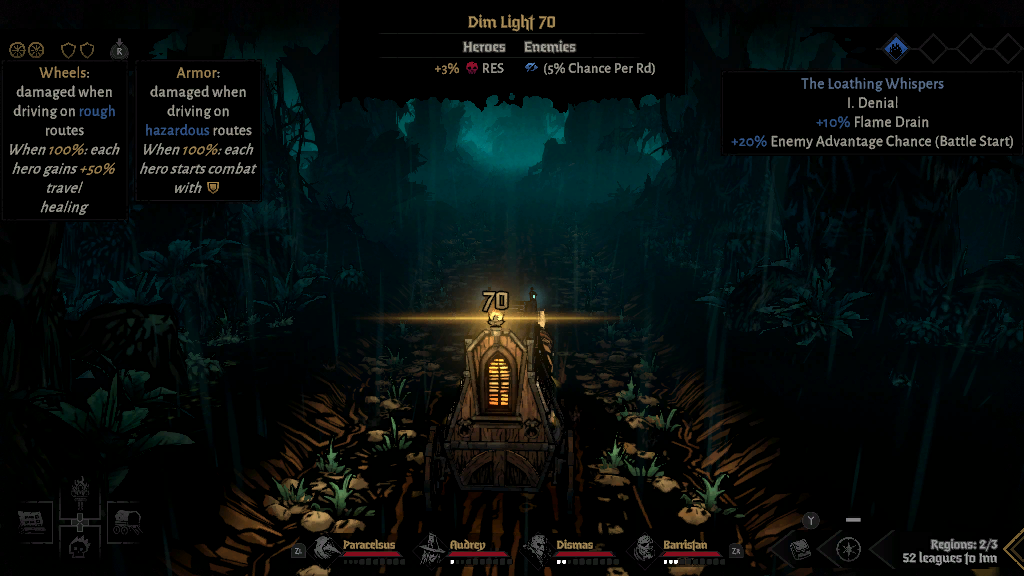 Dim Light 70
Heroes Enemies
+3% RES (5% Chance Per Rd)
R
Wheels:
damaged when
driving on rough
routes
When 100%: each
hero gains +50%
travel
healing
Armor:
damaged when
driving on
hazardous routes
When 100%: each
hero starts combat
with
The Loathing Whispers
I. Denial
+10% Flame Drain
+20% Enemy Advantage Chance (Battle Start)
70
Y
ZL Paracelsus Audrey Dismas Barristan ZR
Regions: 2/3
52 leagues to Inn